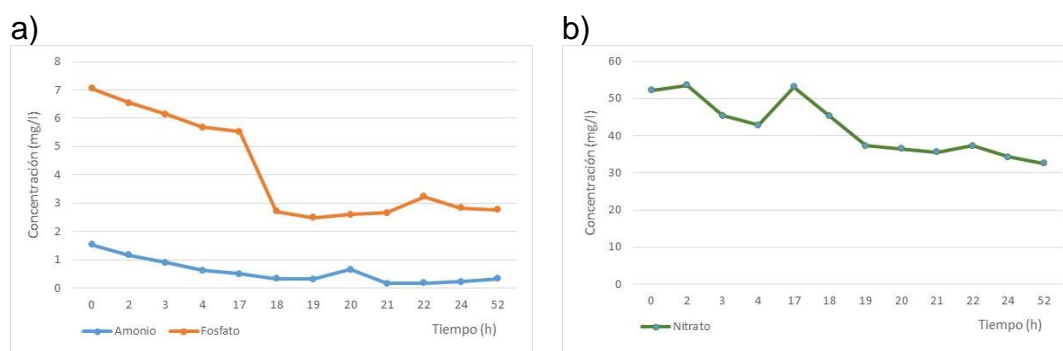 a)
8
7
6
5
4
3
2
1
0
Concentración (mg/l)
0 2 3 4 17 18 19 20 21 22 24 52
Tiempo (h)
Amonio Fosfato
b)
60
50
40
30
20
10
0
Concentración (mg/l)
0 2 3 4 17 18 19 20 21 22 24 52
Tiempo (h)
Nitrato